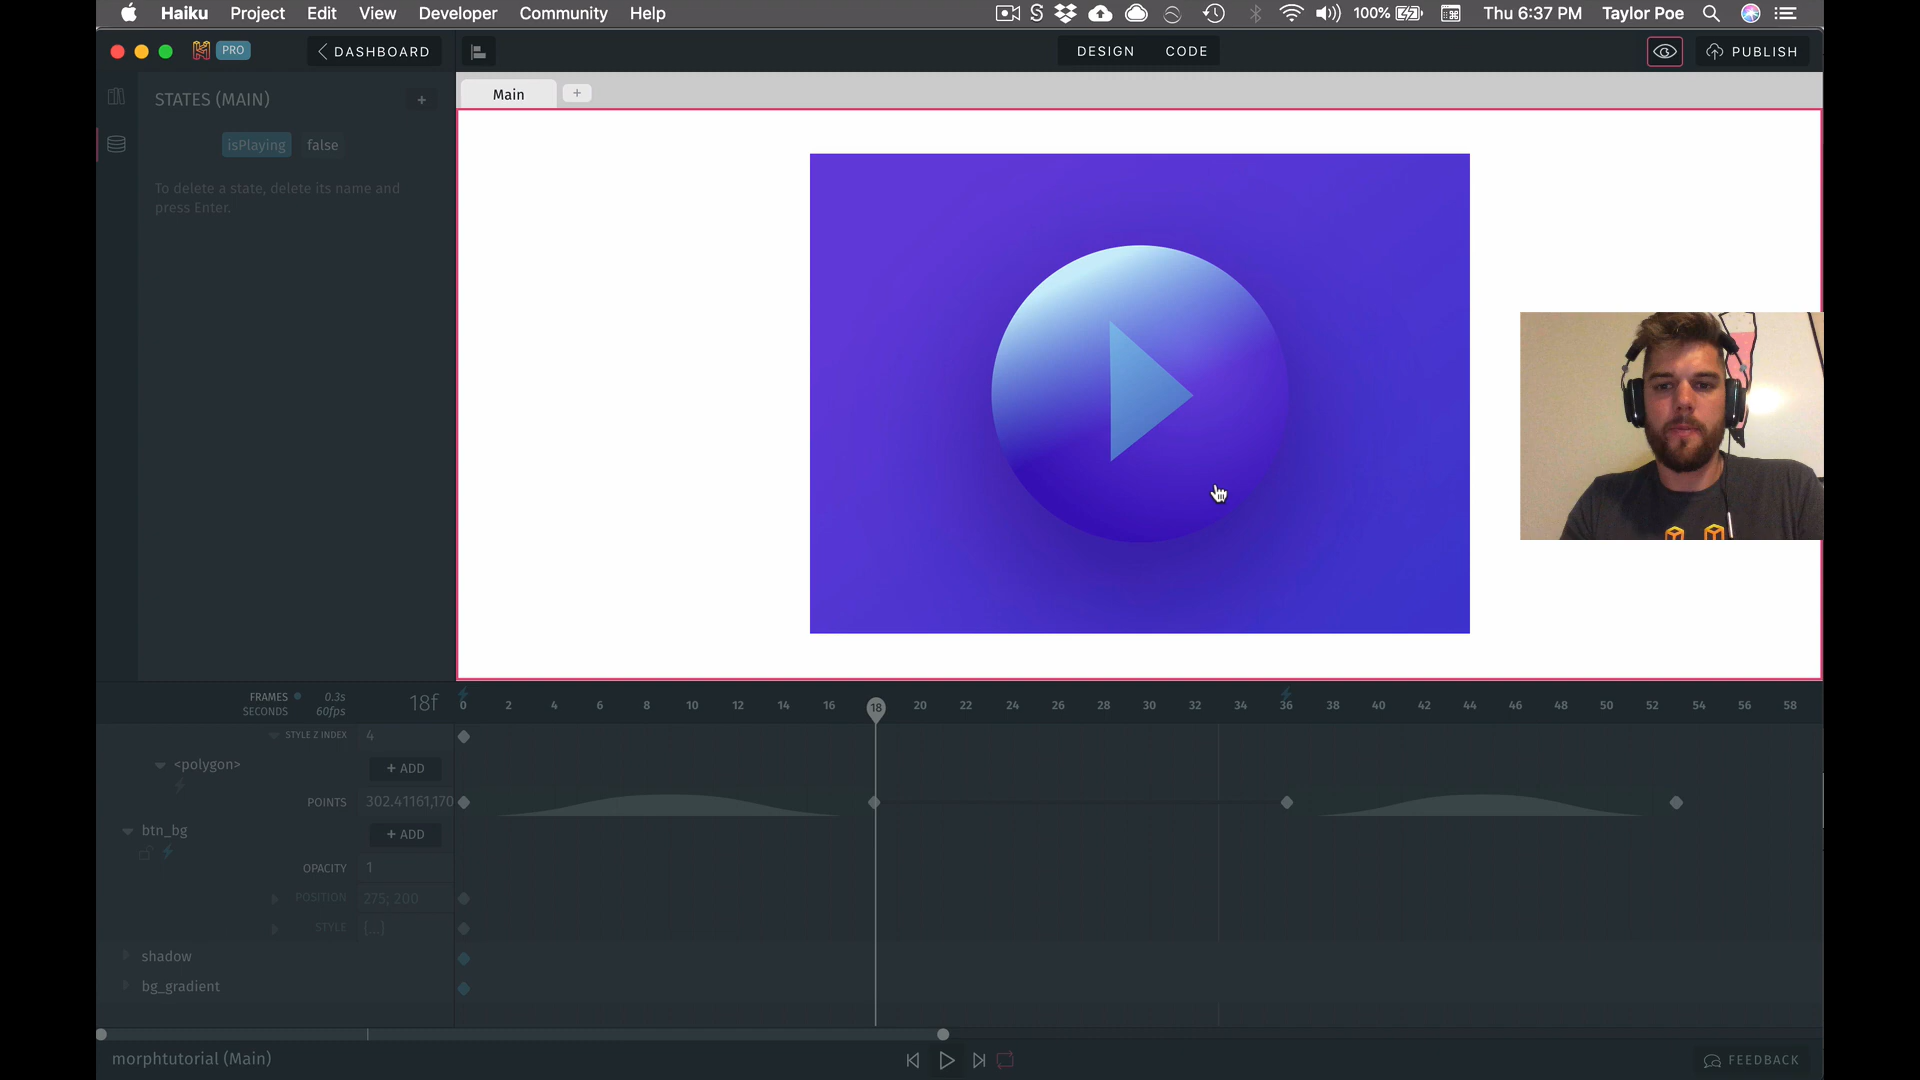 Haiku Project Edit View Developer Community Help 100% Thu 6:37 PM Taylor Poe
PRO DASHBOARD DESIGN CODE PUBLISH
STATES (MAIN) +
Main +
isPlaying false
To delete a state, delete its name and
press Enter.
FRAMES 0.3s
SECONDS 60fps
18f
0 2 4 6 8 10 12 14 16 18 20 22 24 26 28 30 32 34 36 38 40 42 44 46 48 50 52 54 56 58
STYLE Z INDEX 4
<polygon> + ADD
POINTS 302.41161,170
btn_bg + ADD
OPACITY 1
POSITION 275; 200
STYLE {...}
shadow
bg_gradient
morphtutorial (Main) FEEDBACK